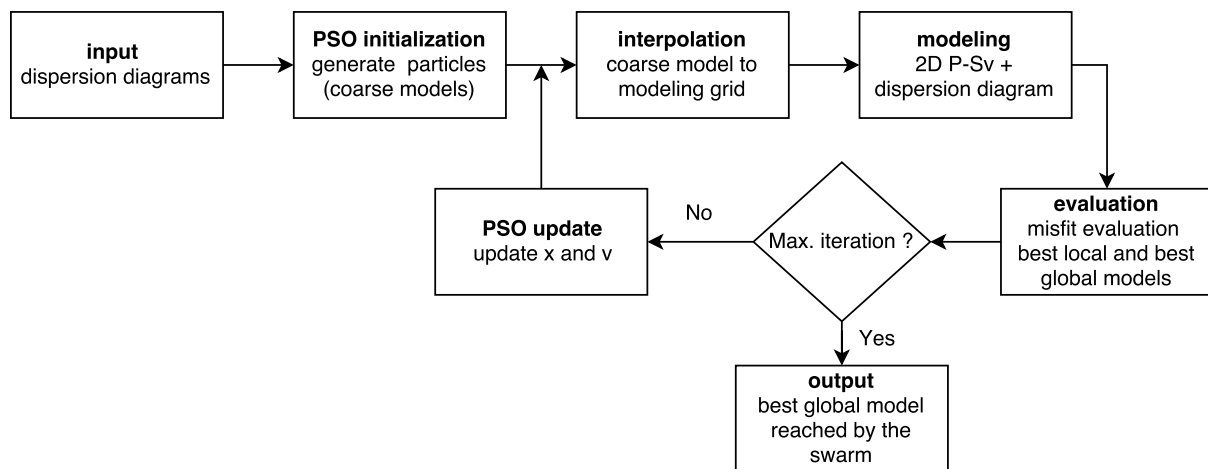 input
dispersion diagrams
PSO initialization
generate particles
(coarse models)
interpolation
coarse model to
modeling grid
modeling
2D P-Sv +
dispersion diagram
evaluation
misfit evaluation
best local and best
global models
Max. iteration ?
No
PSO update
update x and v
Yes
output
best global model
reached by the
swarm